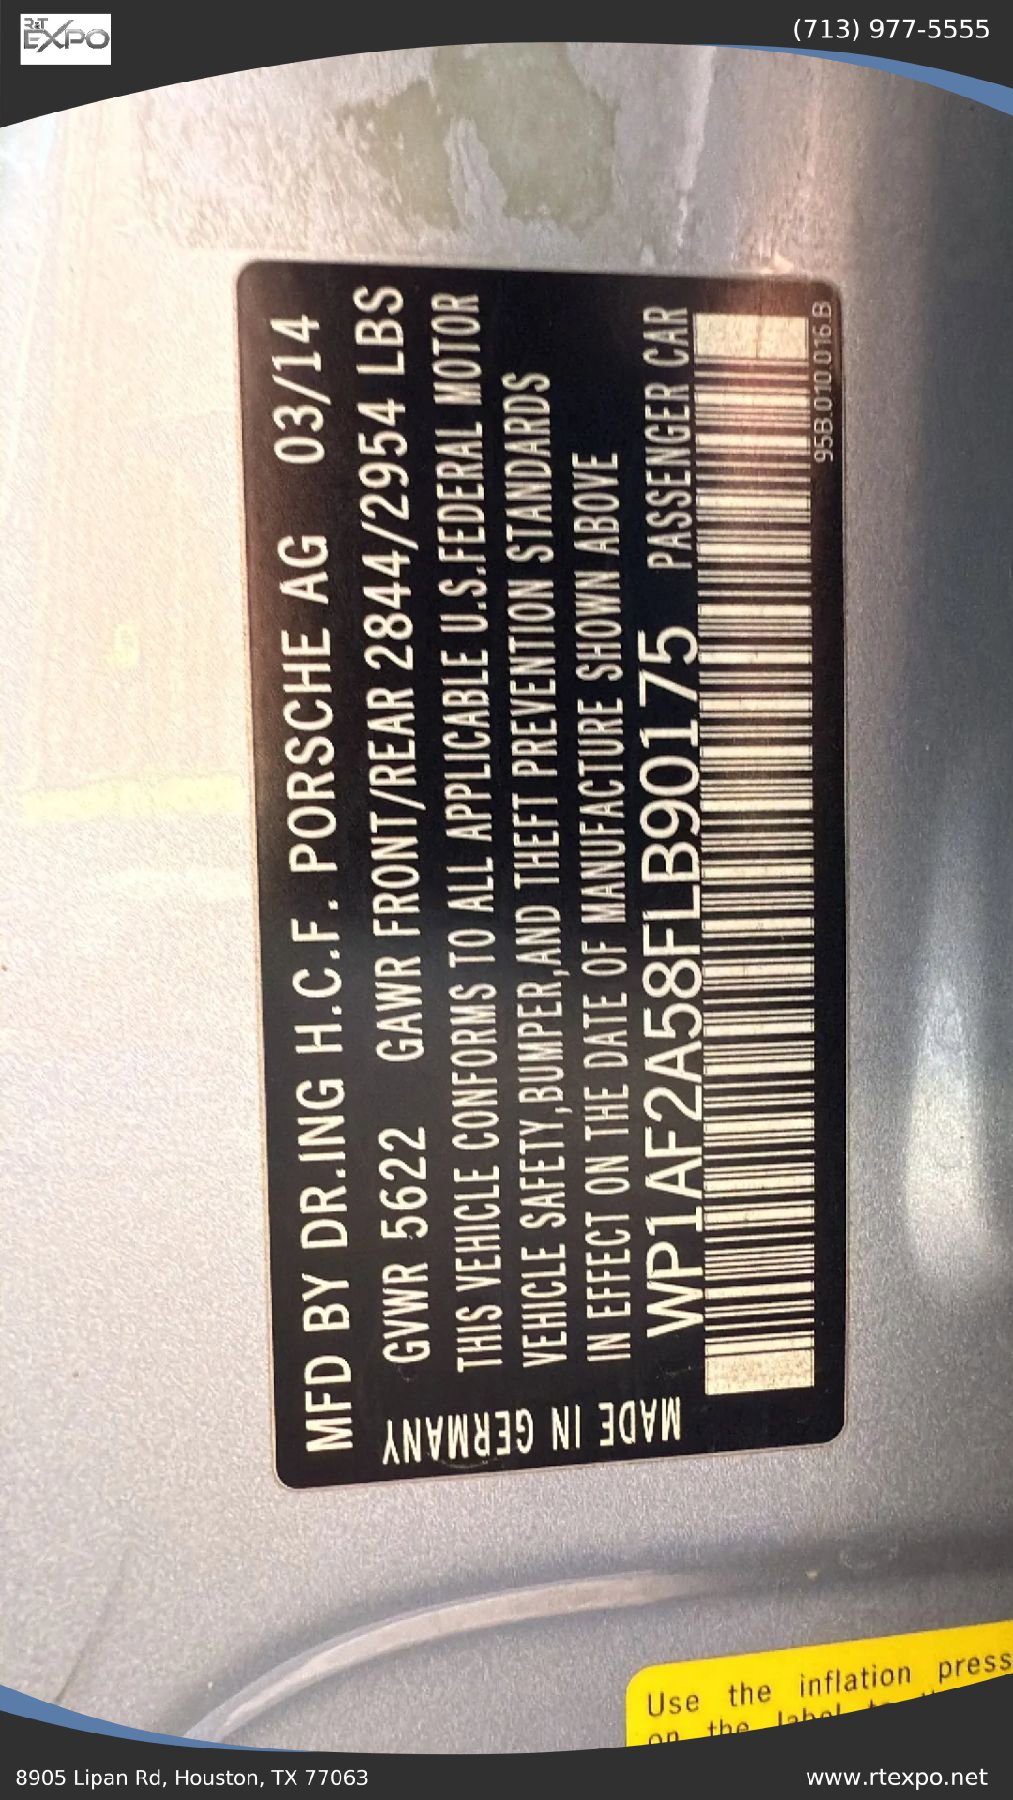 R&T
EXPO
(713) 977-5555
MFD BY DR.ING H.C.F. PORSCHE AG 03/14
GVWR 5622 GAWR FRONT/REAR 2844/2954 LBS
THIS VEHICLE CONFORMS TO ALL APPLICABLE U.S.FEDERAL MOTOR
VEHICLE SAFETY,BUMPER,AND THEFT PREVENTION STANDARDS
IN EFFECT ON THE DATE OF MANUFACTURE SHOWN ABOVE
WP1AF2A58FLB90175 PASSENGER CAR
95B.010.016.B
MADE IN GERMANY
Use the inflation press
on the label
8905 Lipan Rd, Houston, TX 77063
www.rtexpo.net